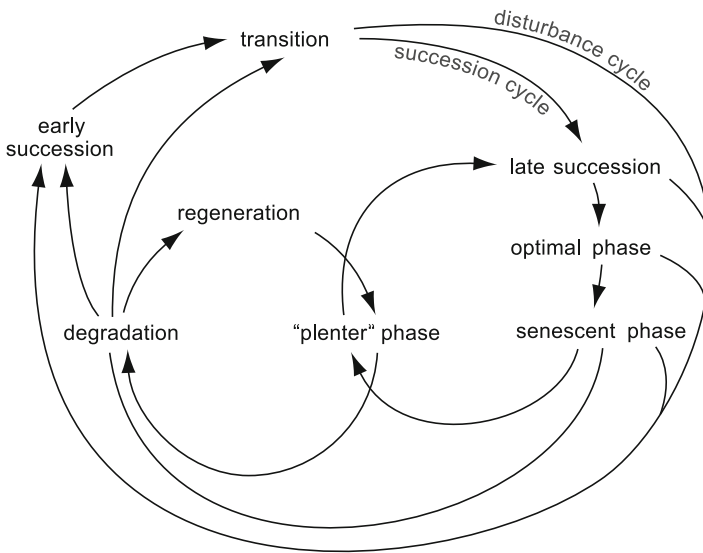 disturbance cycle
transition
succession cycle
early
succession
late succession
regeneration
optimal phase
degradation
“plenter“ phase
senescent phase